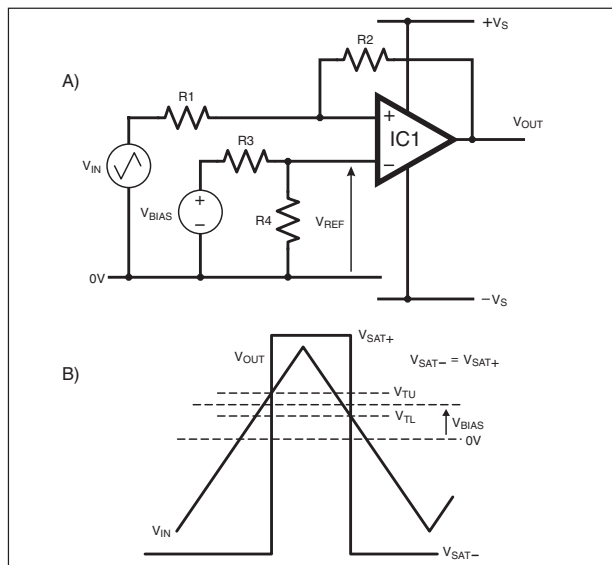 A)
+VS
R2
R1
+
IC1
−
VOUT
VIN
R3
VBIAS
+
−
R4
VREF
0V
−VS
B)
VOUT
VSAT+
VSAT− = VSAT+
VTU
VTL
VBIAS
0V
VIN
VSAT−